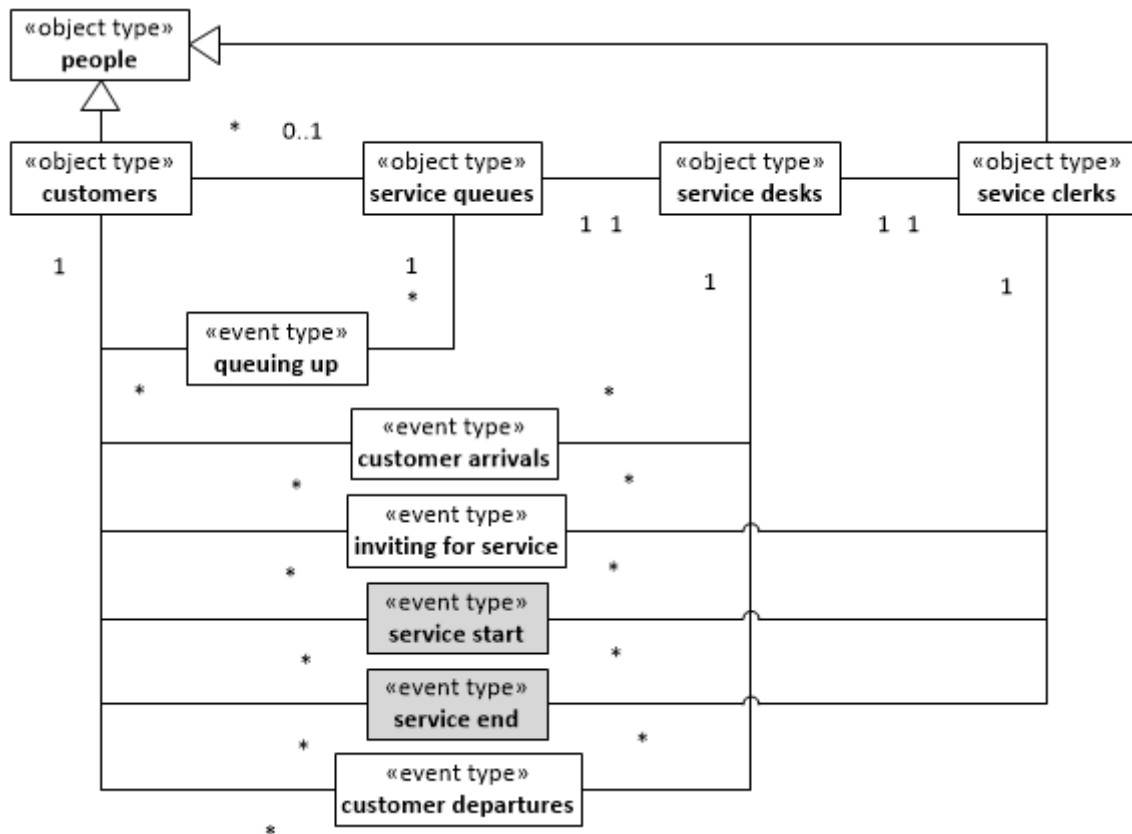 «object type»
people
* 0..1
«object type»
customers
«object type»
service queues
«object type»
service desks
«object type»
sevice clerks
1 1 1 1
1 1 1 1
*
«event type»
queuing up
* *
«event type»
customer arrivals
* *
«event type»
inviting for service
* *
«event type»
service start
* *
«event type»
service end
* *
«event type»
customer departures
*